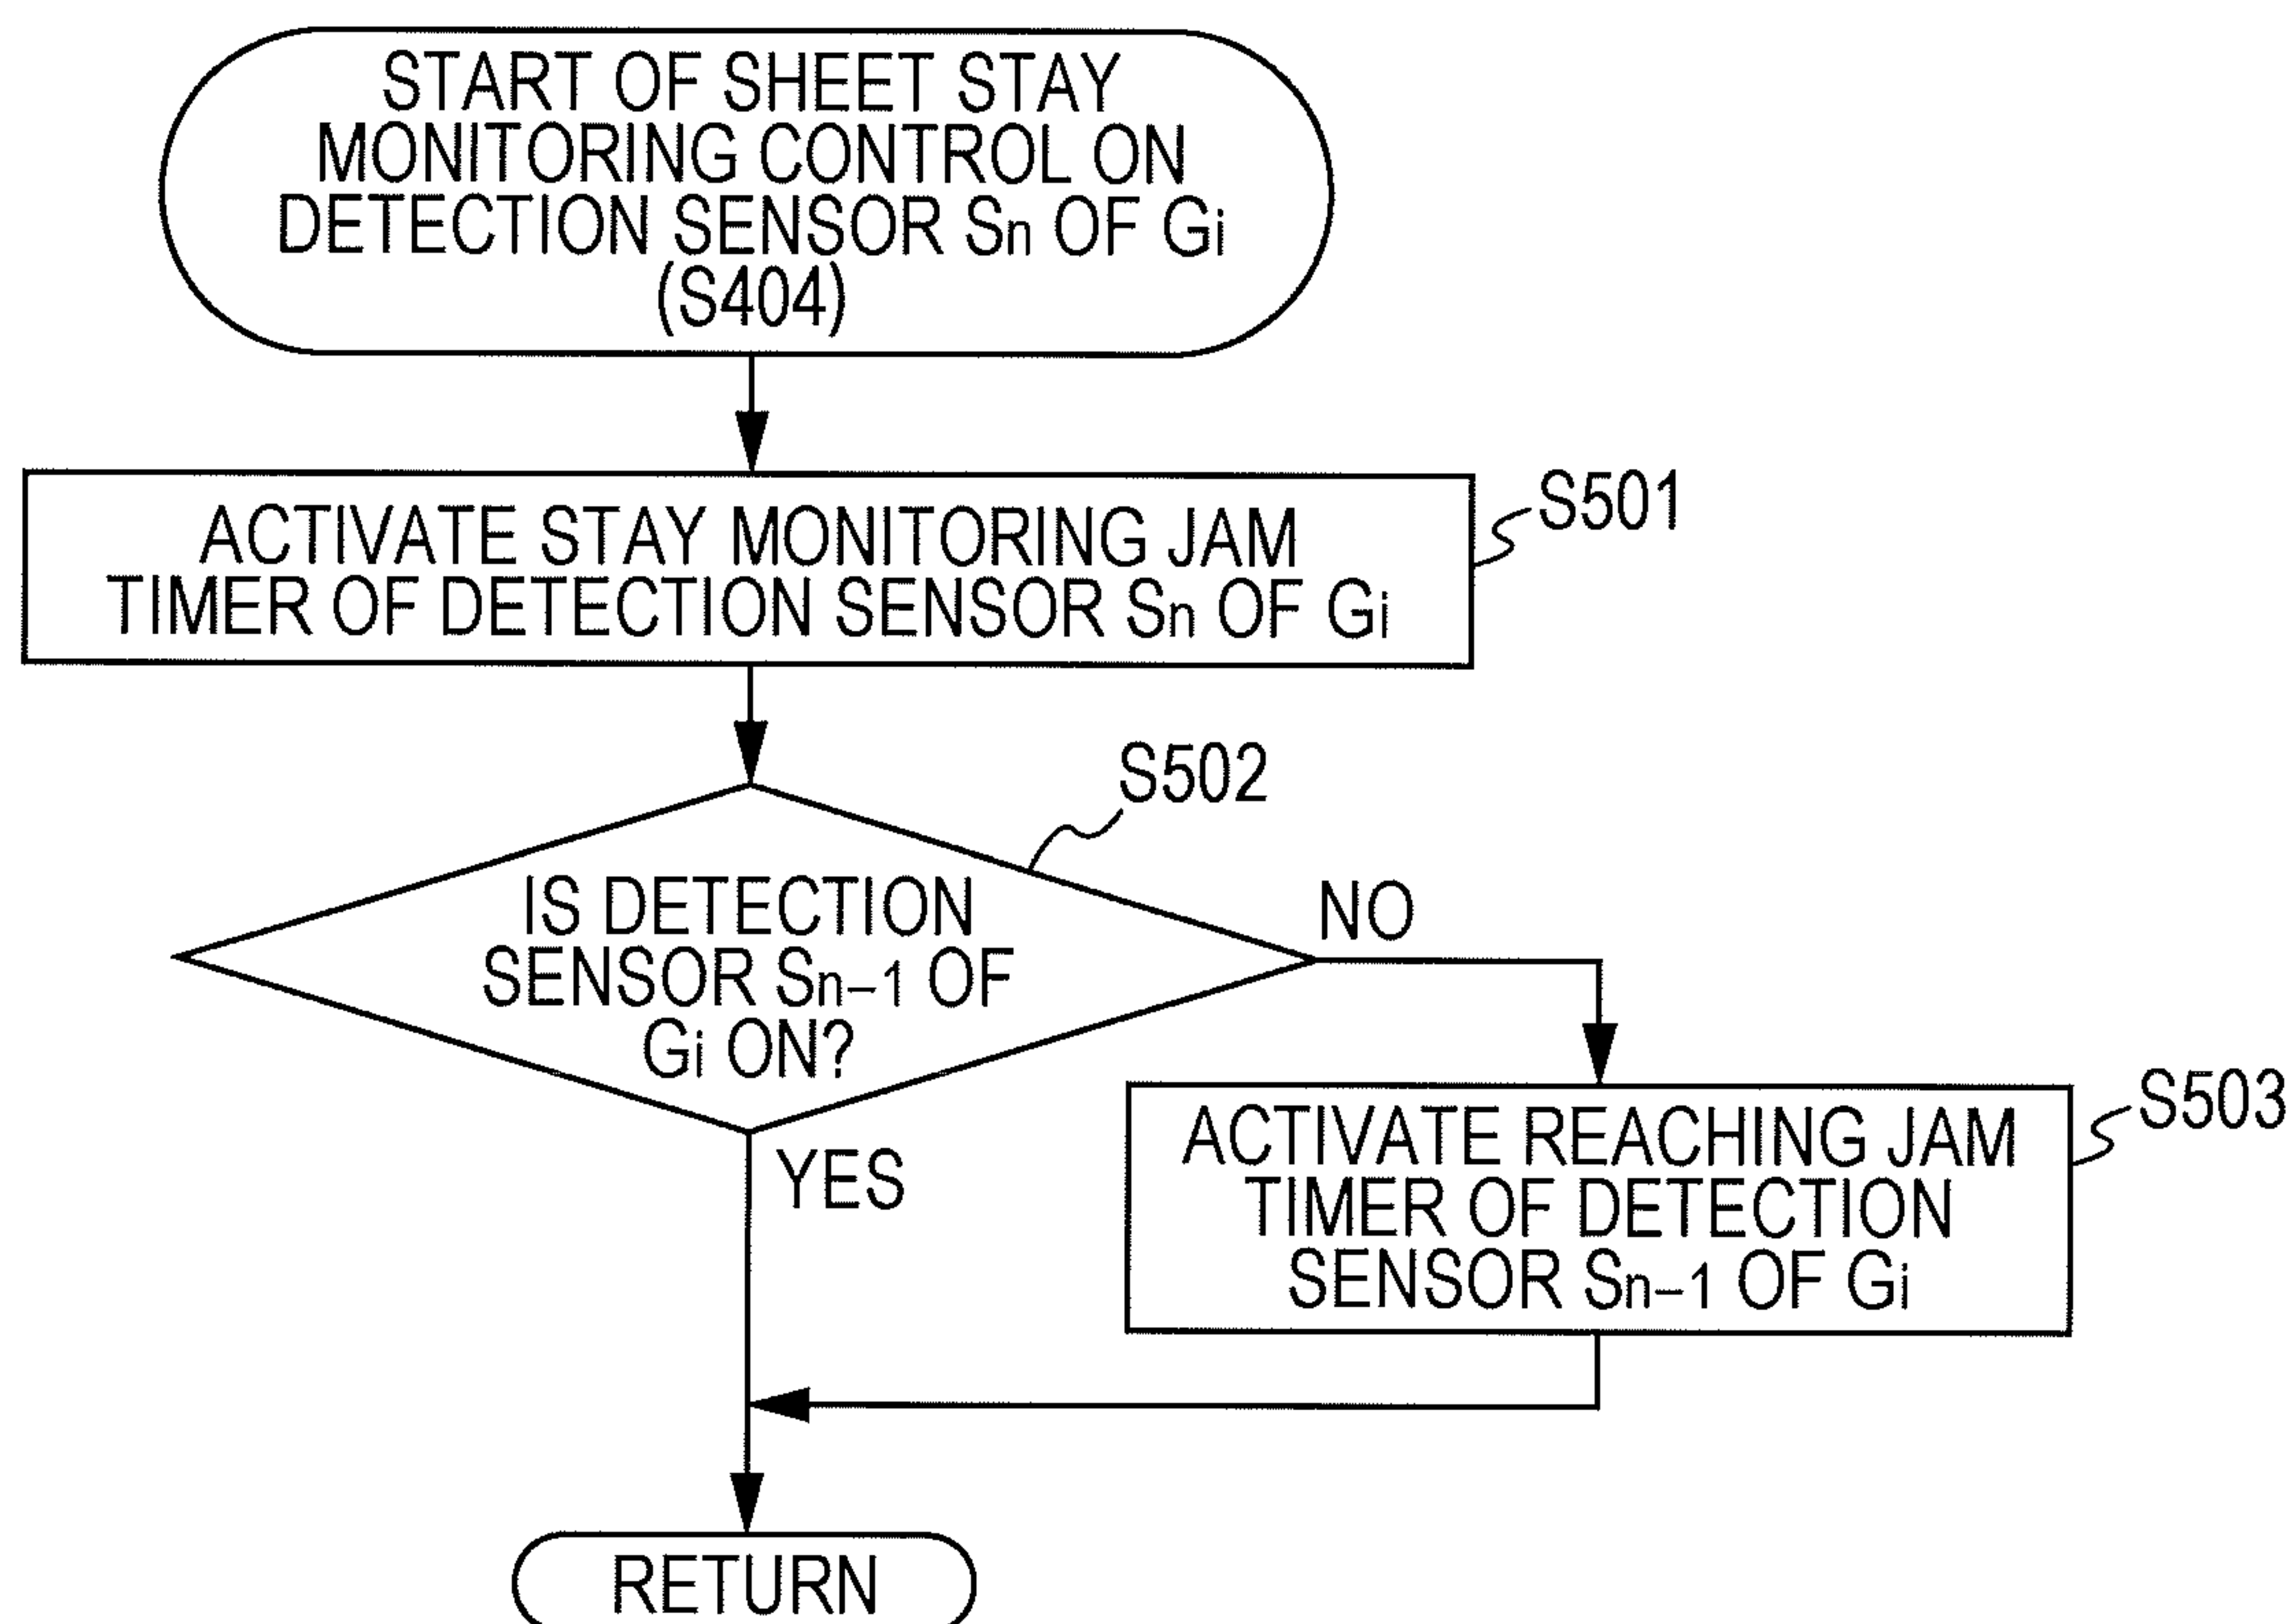 START OF SHEET STAY
MONITORING CONTROL ON
DETECTION SENSOR Sn OF Gi
(S404)
ACTIVATE STAY MONITORING JAM
TIMER OF DETECTION SENSOR Sn OF Gi
S501
S502
IS DETECTION
SENSOR Sn–1 OF
Gi ON?
NO
YES
ACTIVATE REACHING JAM
TIMER OF DETECTION
SENSOR Sn–1 OF Gi
S503
RETURN